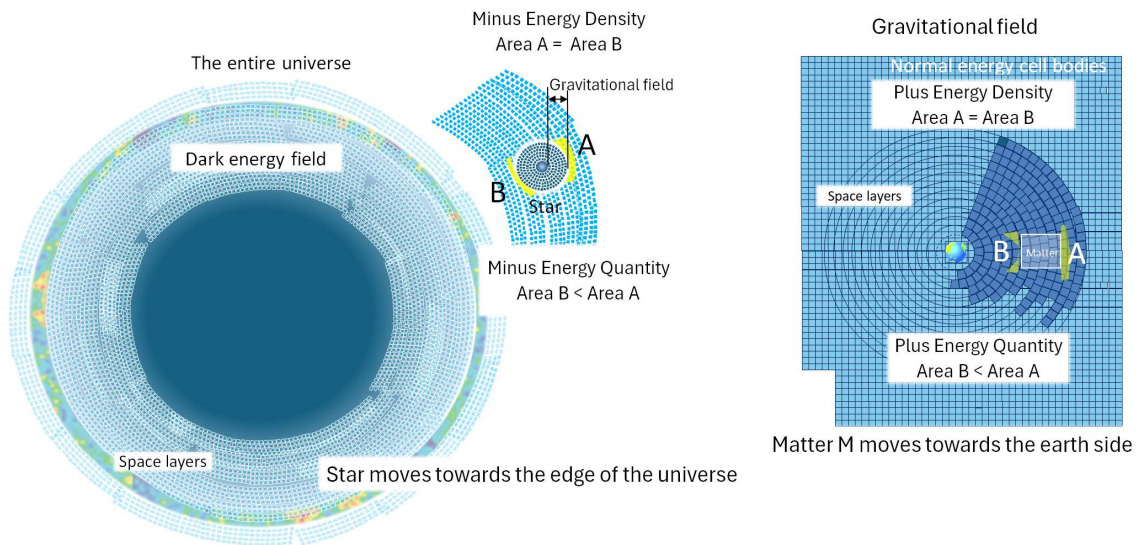 The entire universe
Dark energy field
Space layers
Star moves towards the edge of the universe
Minus Energy Density
Area A = Area B
Gravitational field
A
B
Star
Minus Energy Quantity
Area B < Area A
Gravitational field
Normal energy cell bodies
Plus Energy Density
Area A = Area B
Space layers
B
Matter
A
Plus Energy Quantity
Area B < Area A
Matter M moves towards the earth side